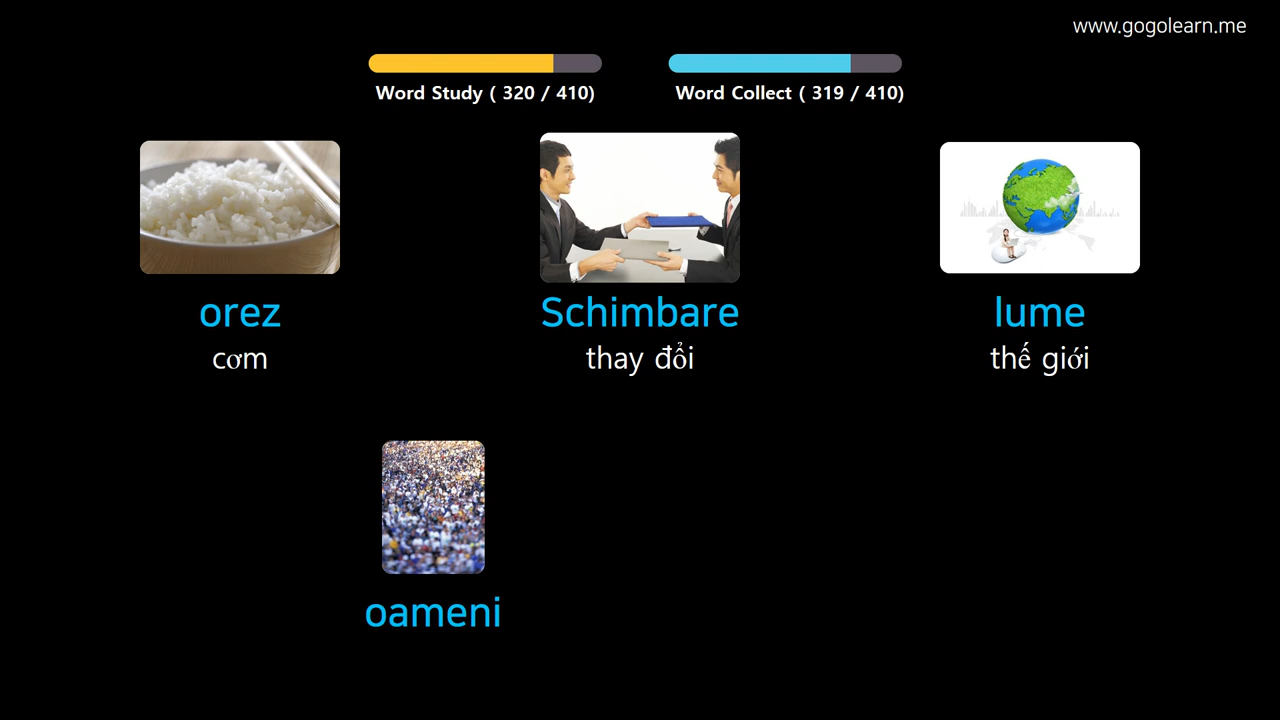 www.gogolearn.me
Word Study ( 320 / 410)
Word Collect ( 319 / 410)
orez
Schimbare
lume
cơm
thay đổi
thế giới
oameni